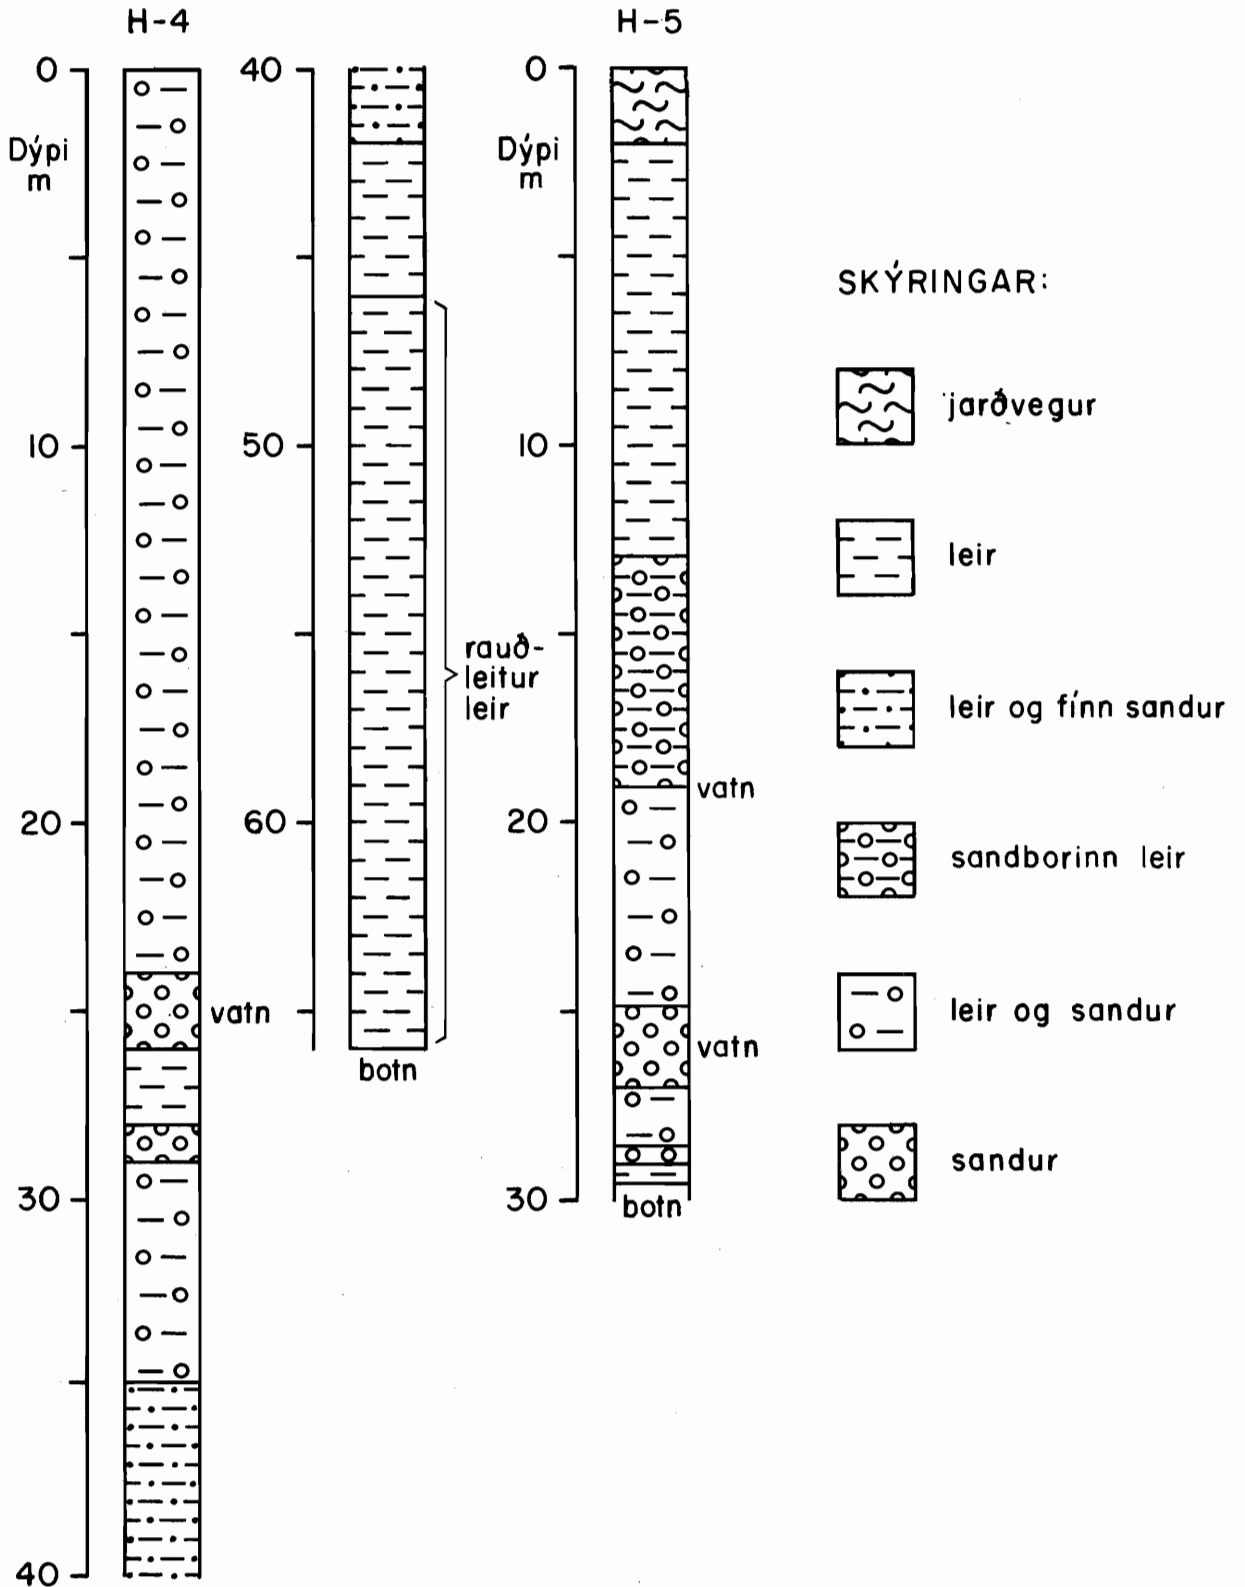 H-4
0
Dýpi
m
10
20
30
40
vatn
40
50
60
rauð-
leitur
leir
botn
H-5
0
Dýpi
m
10
20
30
vatn
vatn
botn
SKÝRINGAR:
jarðvegur
leir
leir og fínn sandur
sandborinn leir
leir og sandur
sandur